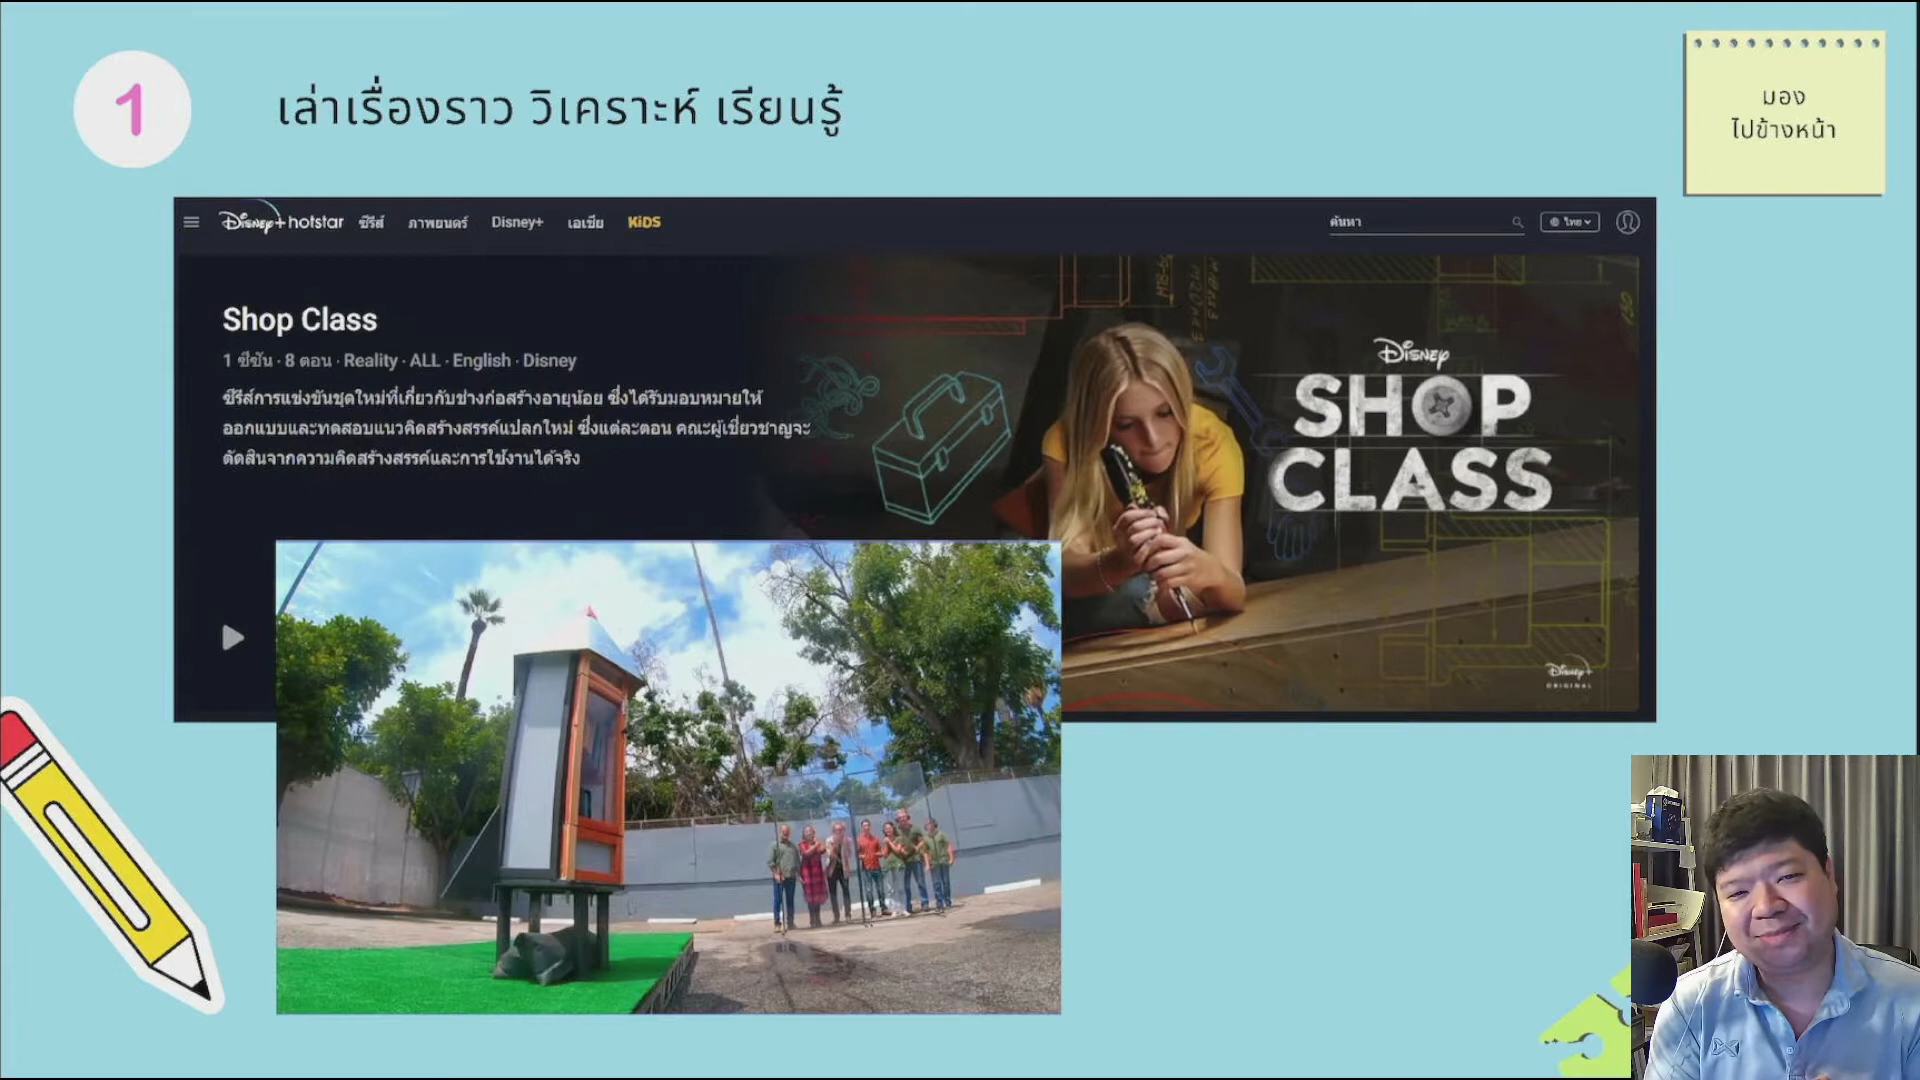 1
เล่าเรื่องราว วิเคราะห์ เรียนรู้
มอง
ไปข้างหน้า
Disney+ hotstar ซีรีส์ ภาพยนตร์ Disney+ เอเชีย KiDS ค้นหา ไทย
Shop Class
1 ซีซัน · 8 ตอน · Reality · ALL · English · Disney
ซีรีส์การแข่งขันชุดใหม่ที่เกี่ยวกับช่างก่อสร้างอายุน้อย ซึ่งได้รับมอบหมายให้
ออกแบบและทดสอบแนวคิดสร้างสรรค์แปลกใหม่ ซึ่งแต่ละตอน คณะผู้เชี่ยวชาญจะ
ตัดสินจากความคิดสร้างสรรค์และการใช้งานได้จริง
Disney
SHOP
CLASS
Disney+
ORIGINAL